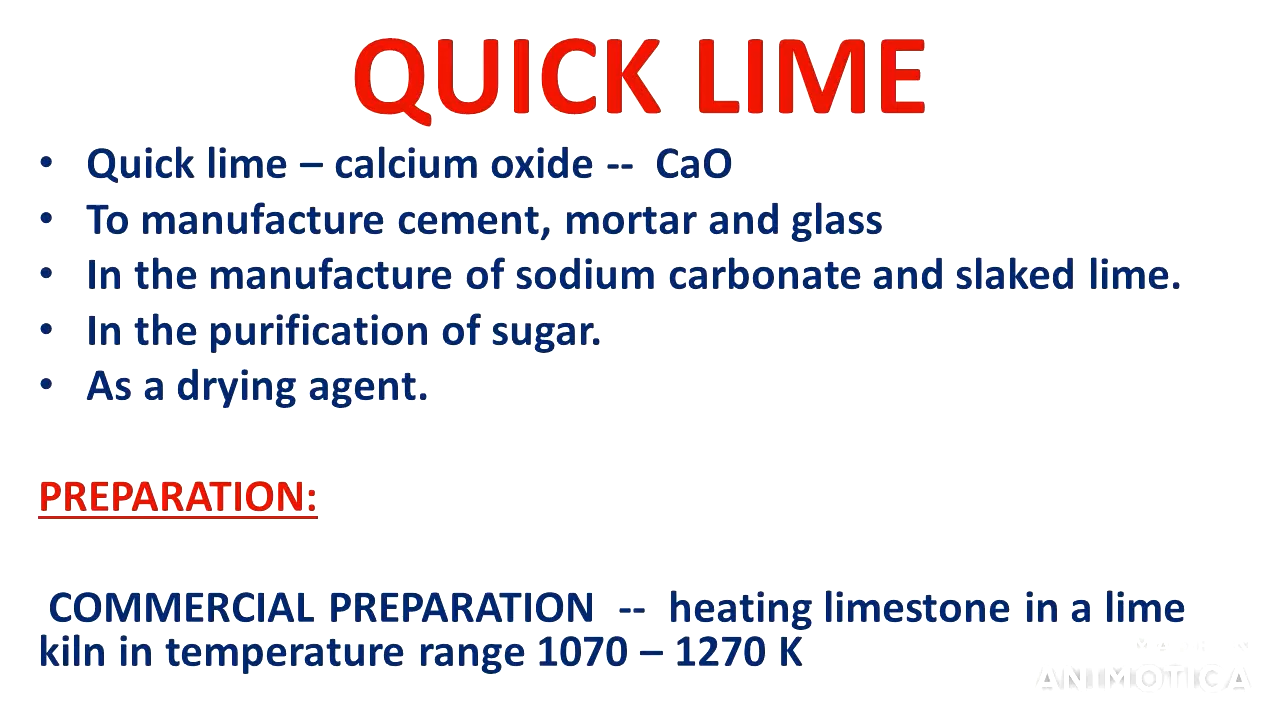 QUICK LIME
• Quick lime – calcium oxide -- CaO
• To manufacture cement, mortar and glass
• In the manufacture of sodium carbonate and slaked lime.
• In the purification of sugar.
• As a drying agent.
PREPARATION:
COMMERCIAL PREPARATION -- heating limestone in a lime
kiln in temperature range 1070 – 1270 K
ANIMOTICA